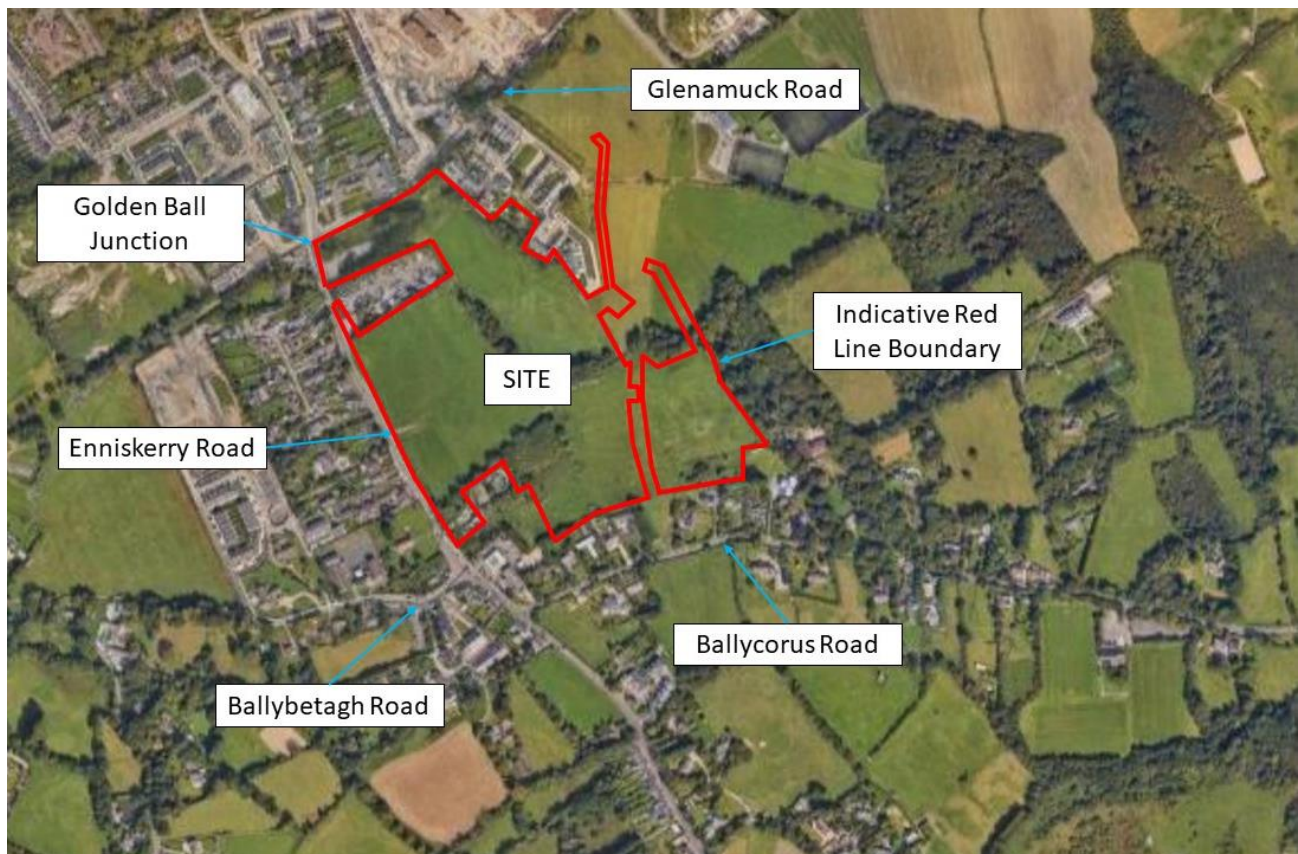 Glenamuck Road
Golden Ball
Junction
Indicative Red
Line Boundary
SITE
Enniskerry Road
Ballycorus Road
Ballybetagh Road